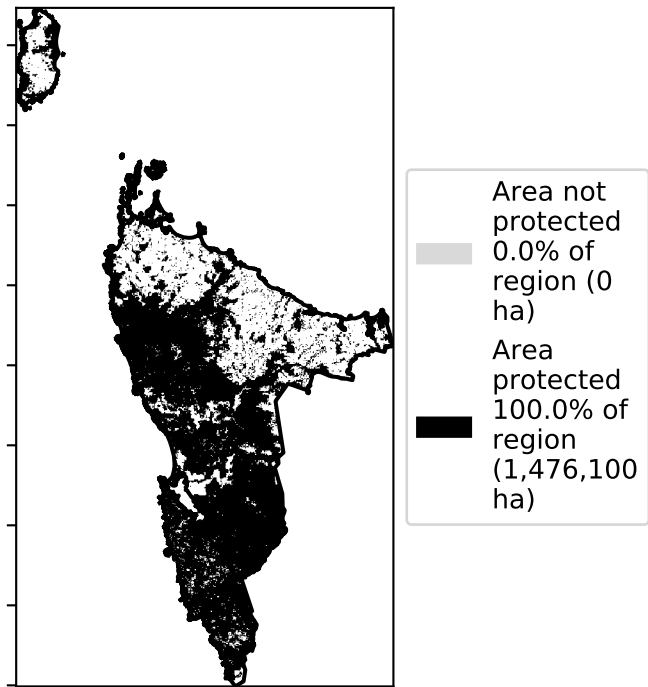 Area not
protected
0.0% of
region (0
ha)
Area
protected
100.0% of
region
(1,476,100
ha)